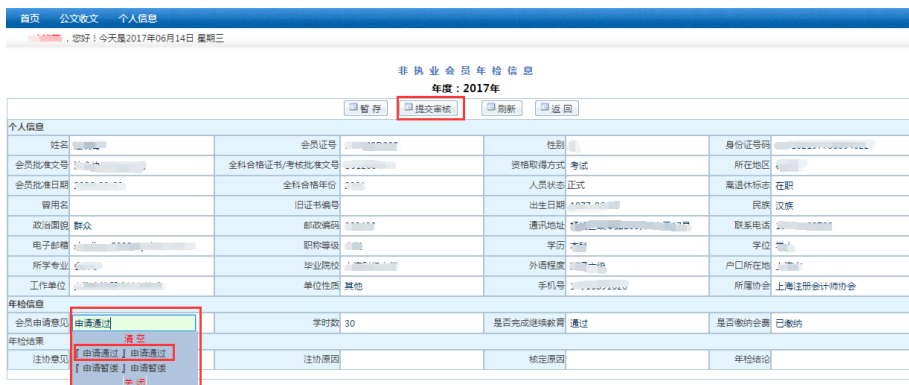 首页 公文收文 个人信息
，您好！今天是2017年06月14日 星期三
非执业会员年检信息
年度：2017年
暂存 提交审核 刷新 返回
个人信息
姓名 会员证号 性别 身份证号码
会员批准文号 全科合格证书/考核批准文号 资格取得方式 考试 所在地区
会员批准日期 全科合格年份 人员状态 正式 离退休标志 在职
曾用名 旧证书编号 出生日期 民族 汉族
政治面貌 群众 邮政编码 通讯地址 联系电话
电子邮箱 职称等级 学历 本科 学位
所学专业 毕业院校 外语程度 户口所在地
工作单位 单位性质 其他 手机号 所属协会 上海注册会计师协会
年检信息
会员申请意见 申请通过 学时数 30 是否完成继续教育 通过 是否缴纳会费 已缴纳
年检结果
清空
注协意见 『 申请通过 』 申请通过 注协原因 核定原因 年检结论
『 申请暂缓 』 申请暂缓
关闭